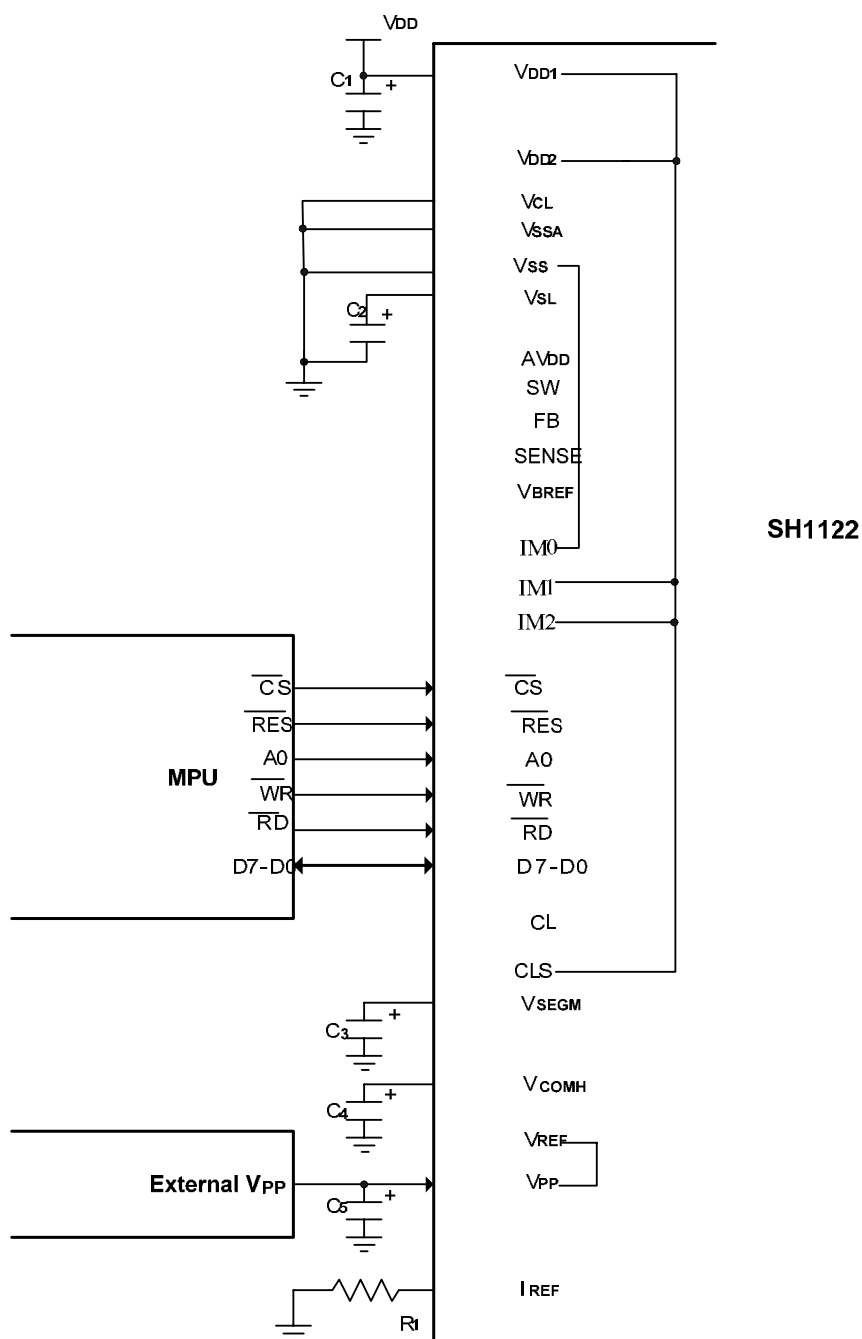 VDD
C1 +
VDD1
VDD2
VCL
VSSA
VSS
VSL
C2 +
AVDD
SW
FB
SENSE
VBREF
SH1122
IM0
IM1
IM2
CS CS
RES RES
A0 A0
MPU
WR WR
RD RD
D7-D0 D7-D0
CL
CLS
VSEGM
C3 +
VCOMH
C4 +
VREF
External VPP
VPP
C5 +
IREF
R1